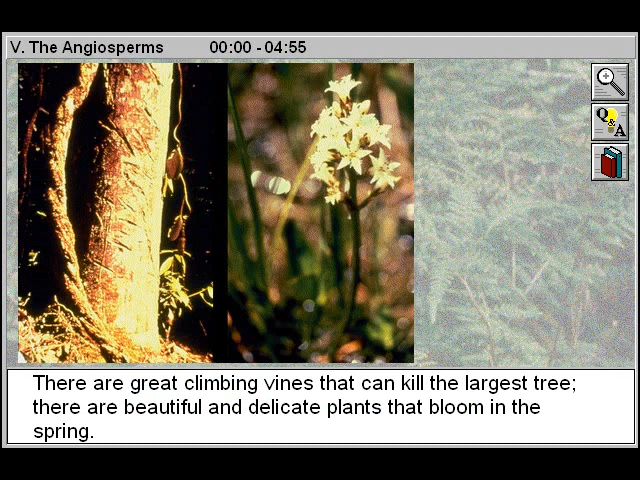 V. The Angiosperms 00:00 - 04:55
Q & A
There are great climbing vines that can kill the largest tree;
there are beautiful and delicate plants that bloom in the
spring.